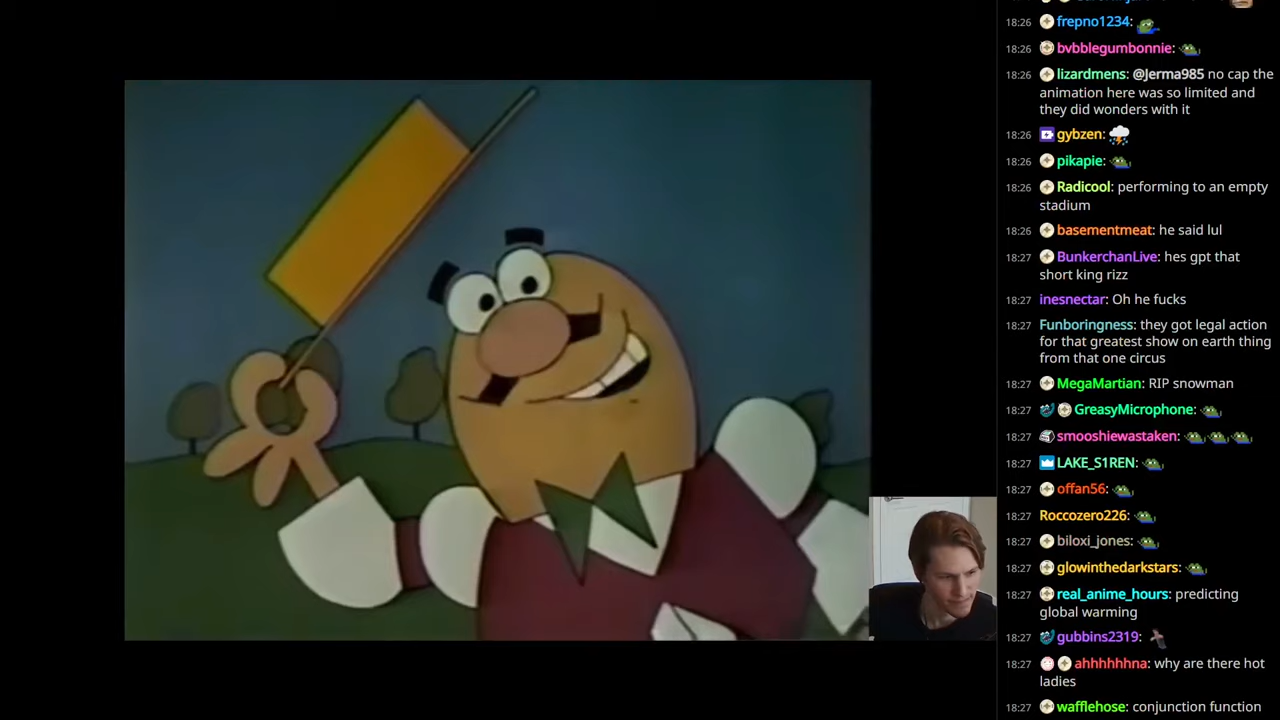 18:26 frepno1234:
18:26 bvbblegumbonnie:
18:26 lizardmens: @Jerma985 no cap the
animation here was so limited and
they did wonders with it
18:26 gybzen:
18:26 pikapie:
18:26 Radicool: performing to an empty
stadium
18:26 basementmeat: he said lul
18:27 BunkerchanLive: hes gpt that
short king rizz
18:27 inesnectar: Oh he fucks
18:27 Funboringness: they got legal action
for that greatest show on earth thing
from that one circus
18:27 MegaMartian: RIP snowman
18:27 GreasyMicrophone:
18:27 smooshiewastaken:
18:27 LAKE_S1REN:
18:27 offan56:
18:27 Roccozero226:
18:27 biloxi_jones:
18:27 glowinthedarkstars:
18:27 real_anime_hours: predicting
global warming
18:27 gubbins2319:
18:27 ahhhhhhna: why are there hot
ladies
18:27 wafflehose: conjunction function